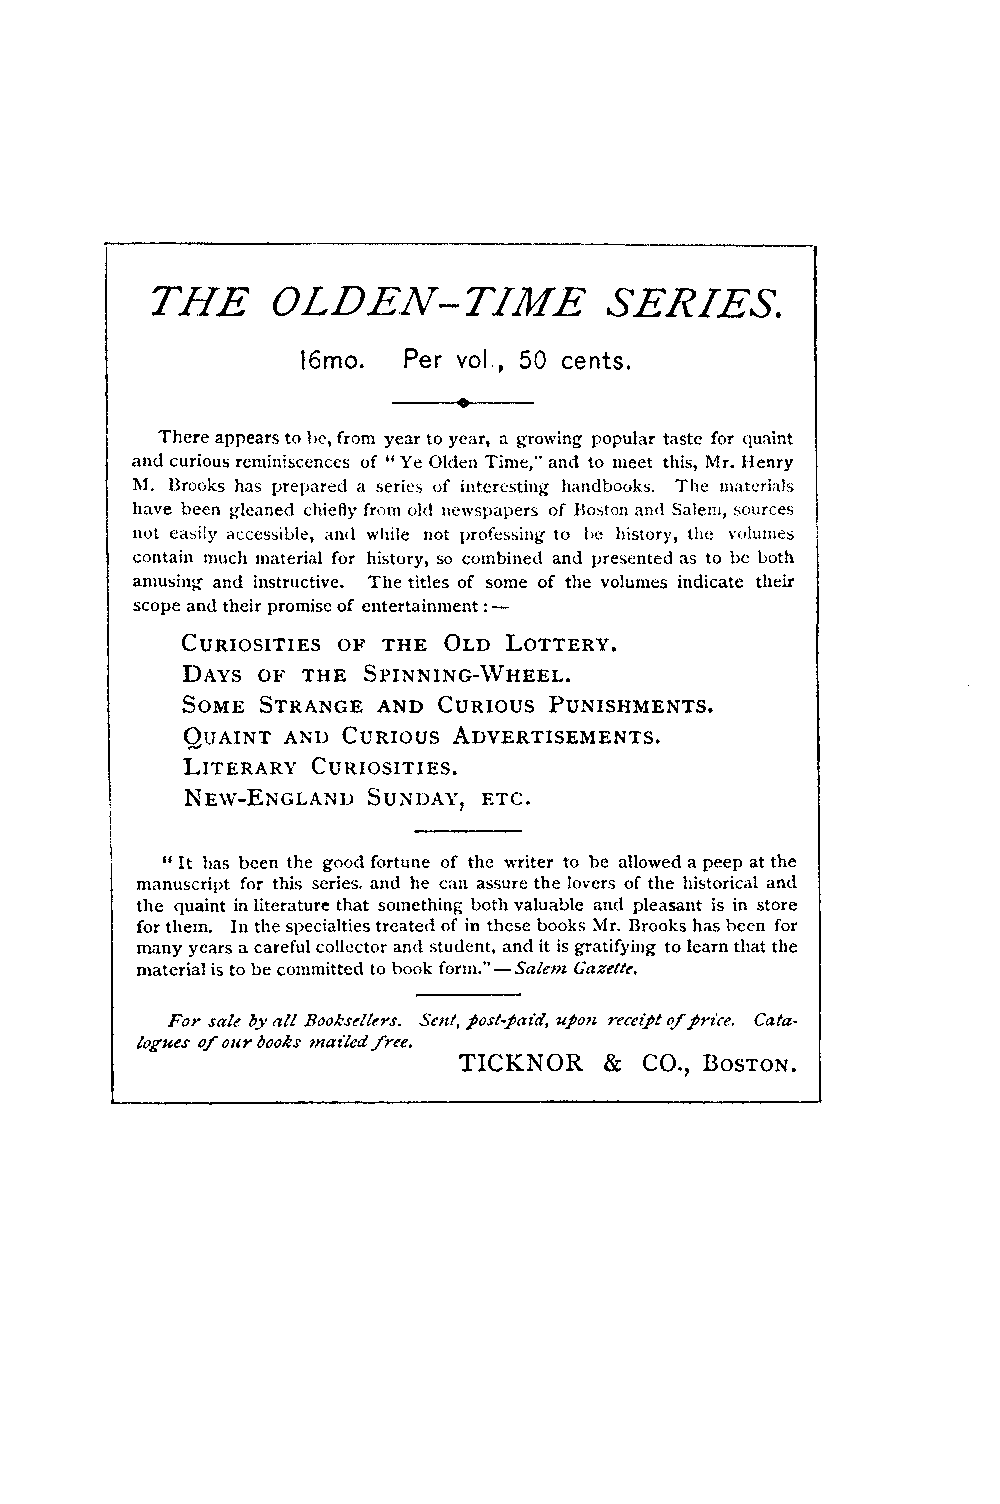 THE OLDEN-TIME SERIES.
16mo. Per vol., 50 cents.
There appears to be, from year to year, a growing popular taste for quaint
and curious reminiscences of "Ye Olden Time," and to meet this, Mr. Henry
M. Brooks has prepared a series of interesting handbooks. The materials
have been gleaned chiefly from old newspapers of Boston and Salem, sources
not easily accessible, and while not professing to be history, the volumes
contain much material for history, so combined and presented as to be both
amusing and instructive. The titles of some of the volumes indicate their
scope and their promise of entertainment:—
CURIOSITIES OF THE OLD LOTTERY.
DAYS OF THE SPINNING-WHEEL.
SOME STRANGE AND CURIOUS PUNISHMENTS.
QUAINT AND CURIOUS ADVERTISEMENTS.
LITERARY CURIOSITIES.
NEW-ENGLAND SUNDAY, ETC.
"It has been the good fortune of the writer to be allowed a peep at the
manuscript for this series, and he can assure the lovers of the historical and
the quaint in literature that something both valuable and pleasant is in store
for them. In the specialties treated of in these books Mr. Brooks has been for
many years a careful collector and student, and it is gratifying to learn that the
material is to be committed to book form."—Salem Gazette.
For sale by all Booksellers. Sent, post-paid, upon receipt of price. Cata-
logues of our books mailed free.
TICKNOR & CO., BOSTON.